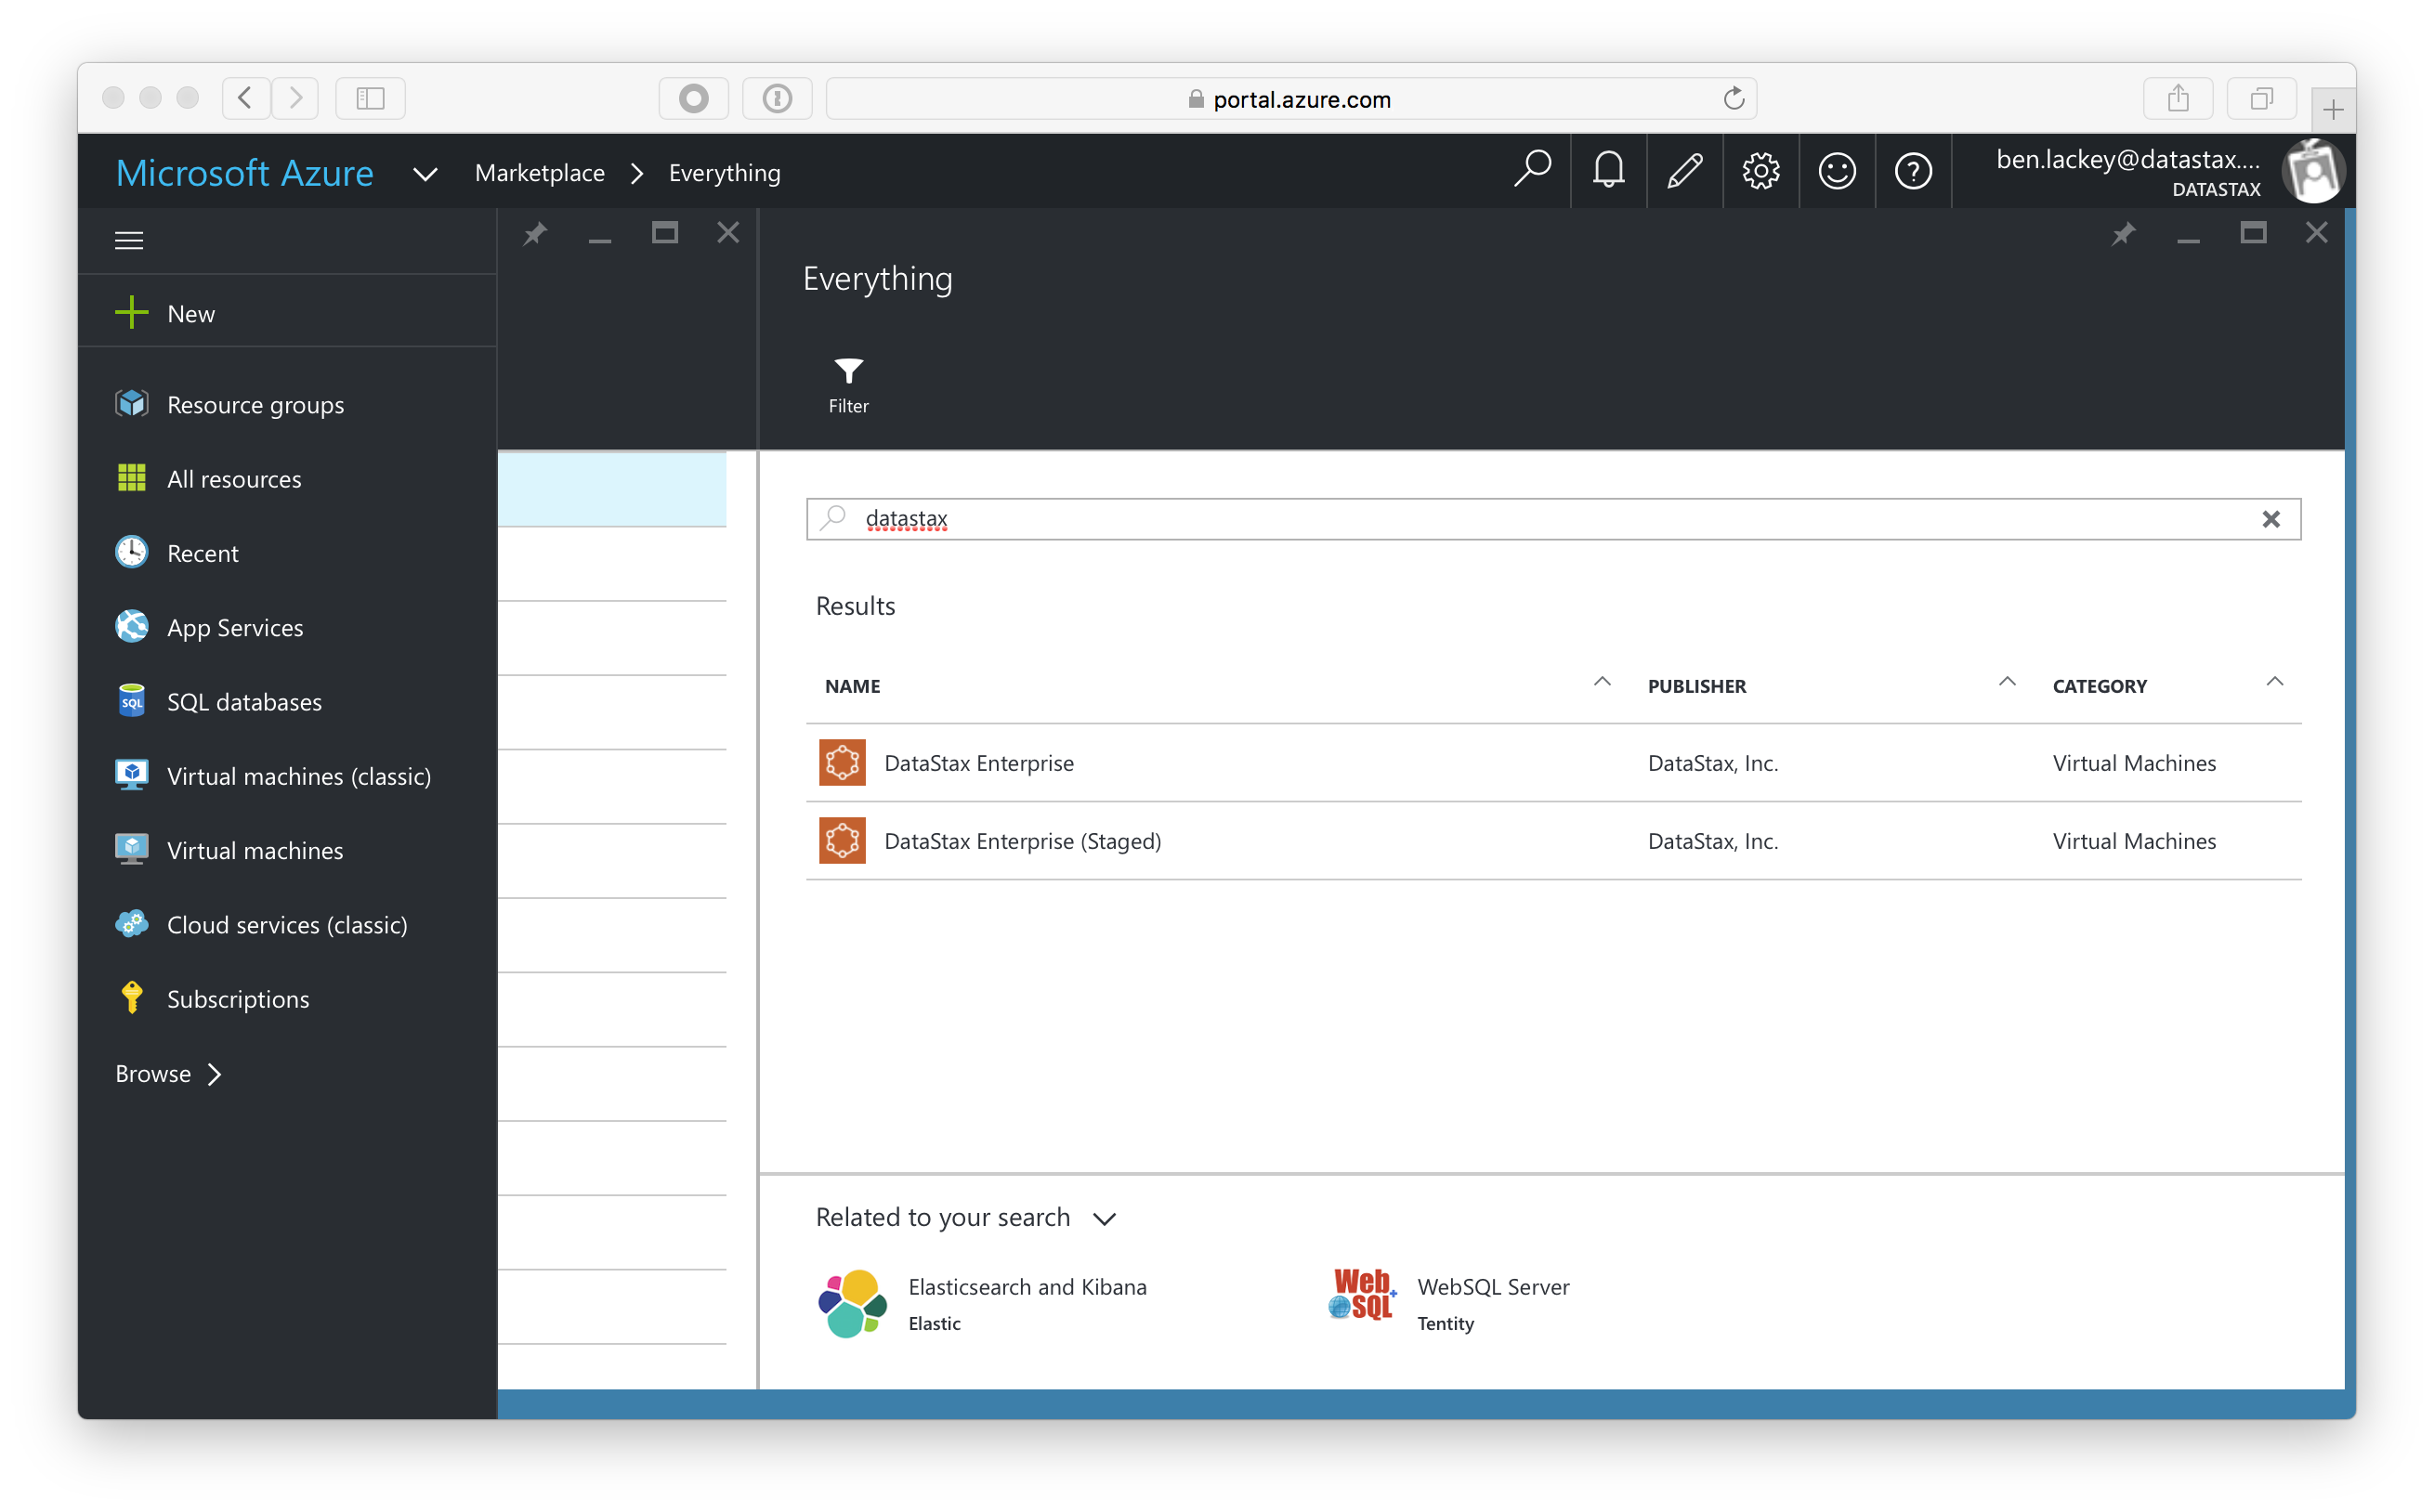 portal.azure.com
Microsoft Azure
Marketplace > Everything
ben.lackey@datastax....
DATASTAX
New
Resource groups
All resources
Recent
App Services
SQL databases
Virtual machines (classic)
Virtual machines
Cloud services (classic)
Subscriptions
Browse >
Everything
Filter
datastax
Results
NAME PUBLISHER CATEGORY
DataStax Enterprise DataStax, Inc. Virtual Machines
DataStax Enterprise (Staged) DataStax, Inc. Virtual Machines
Related to your search
Elasticsearch and Kibana
Elastic
Web
SQL
WebSQL Server
Tentity